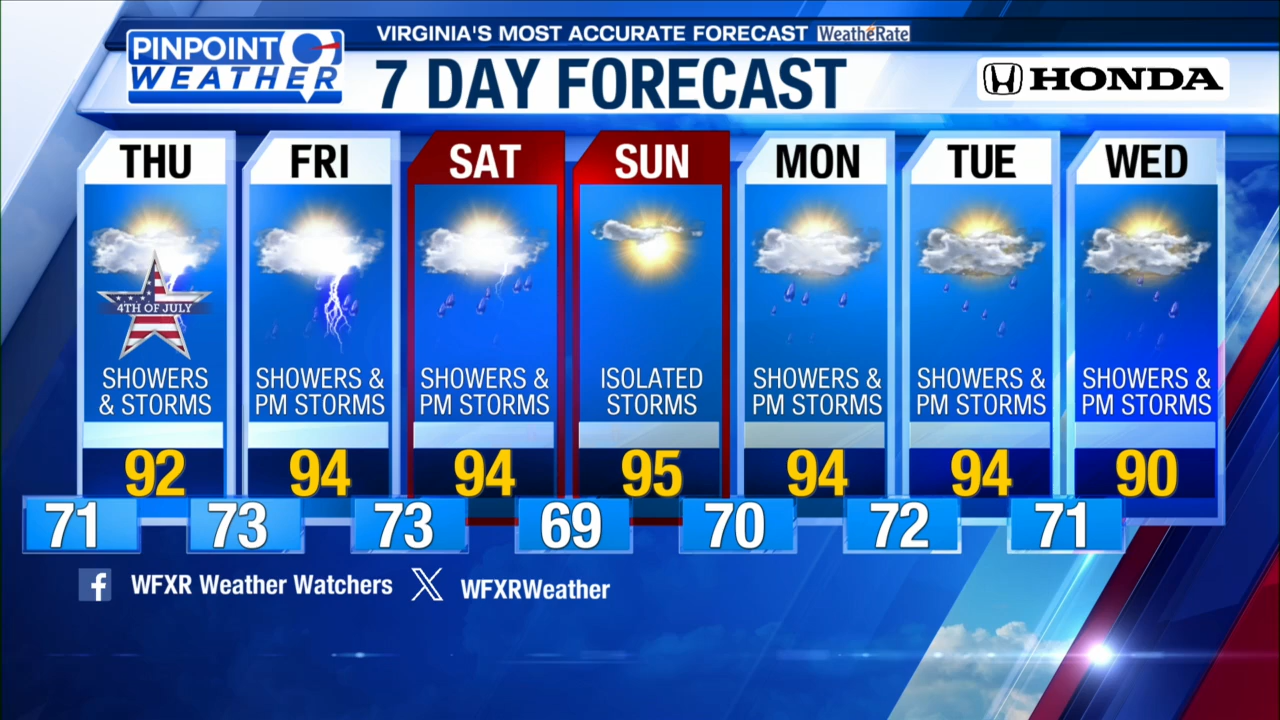 VIRGINIA'S MOST ACCURATE FORECAST WeatheRate
PINPOINT
WEATHER
7 DAY FORECAST
HONDA
THU FRI SAT SUN MON TUE WED
4TH OF JULY
SHOWERS
& STORMS
SHOWERS &
PM STORMS
SHOWERS &
PM STORMS
ISOLATED
STORMS
SHOWERS &
PM STORMS
SHOWERS &
PM STORMS
SHOWERS &
PM STORMS
92 94 94 95 94 94 90
71 73 73 69 70 72 71
f WFXR Weather Watchers X WFXRWeather